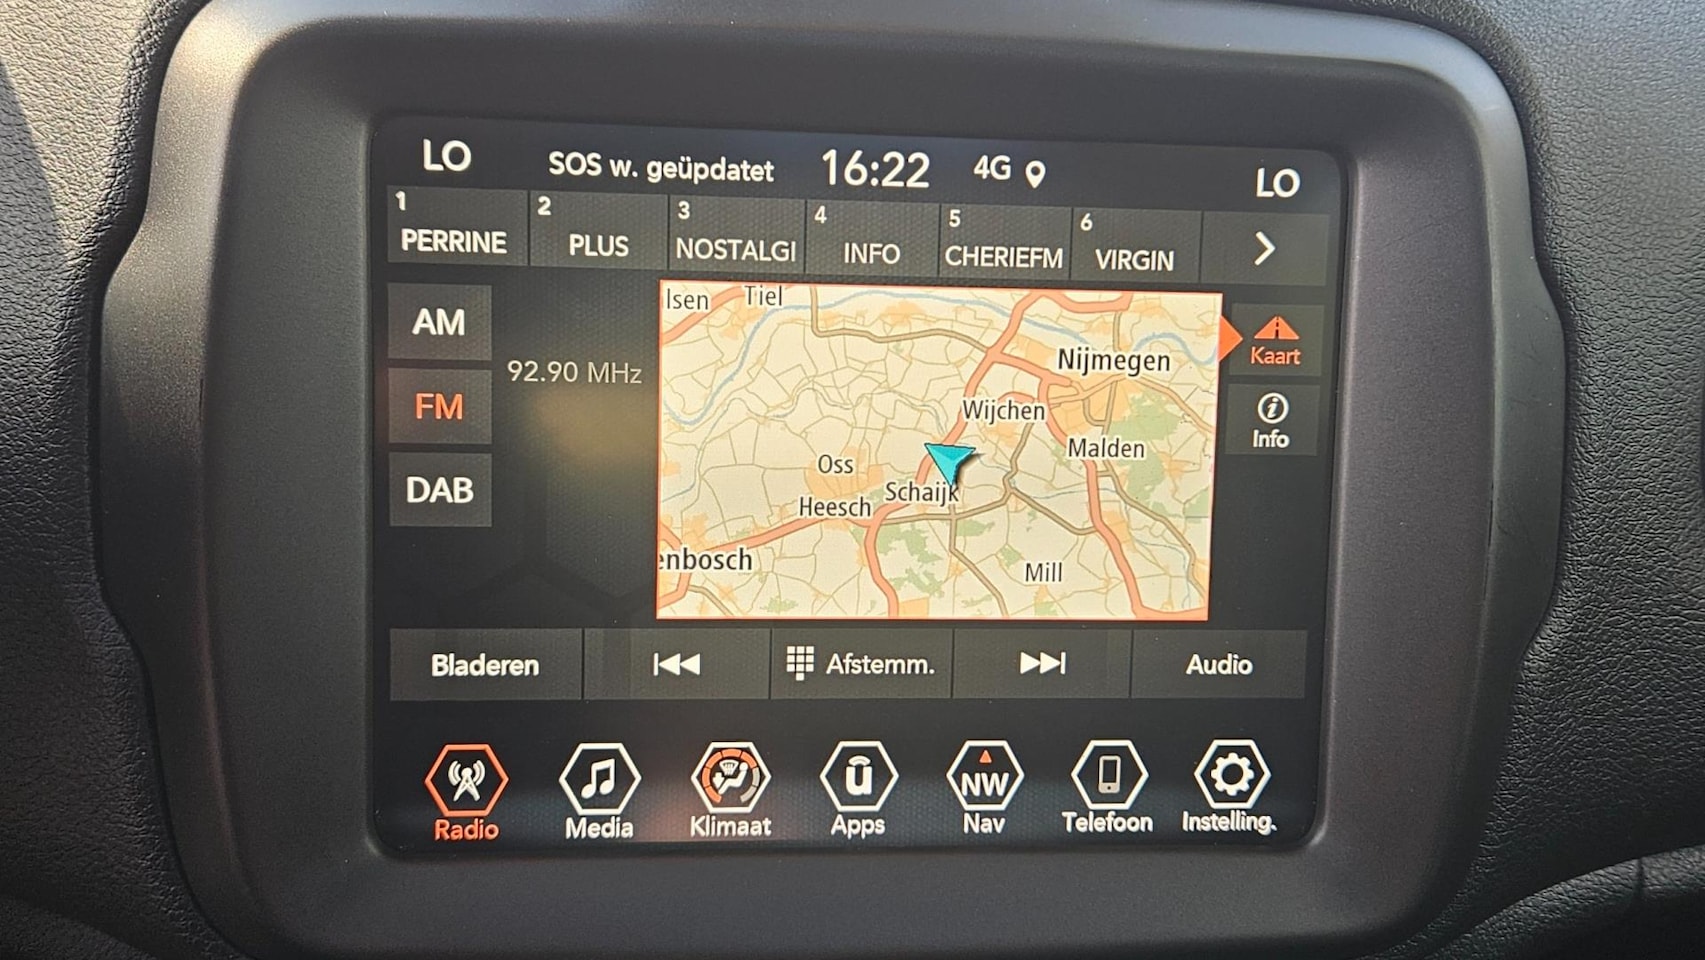 LO SOS w. geüpdatet 16:22 4G LO
1 PERRINE
2 PLUS
3 NOSTALGI
4 INFO
5 CHERIEFM
6 VIRGIN
AM
FM
DAB
92.90 MHz
lsen Tiel
Nijmegen
Wijchen
Malden
Oss
Schaijk
Heesch
enbosch
Mill
Kaart
Info
Bladeren Afstemm. Audio
u NW
Radio Media Klimaat Apps Nav Telefoon Instelling.